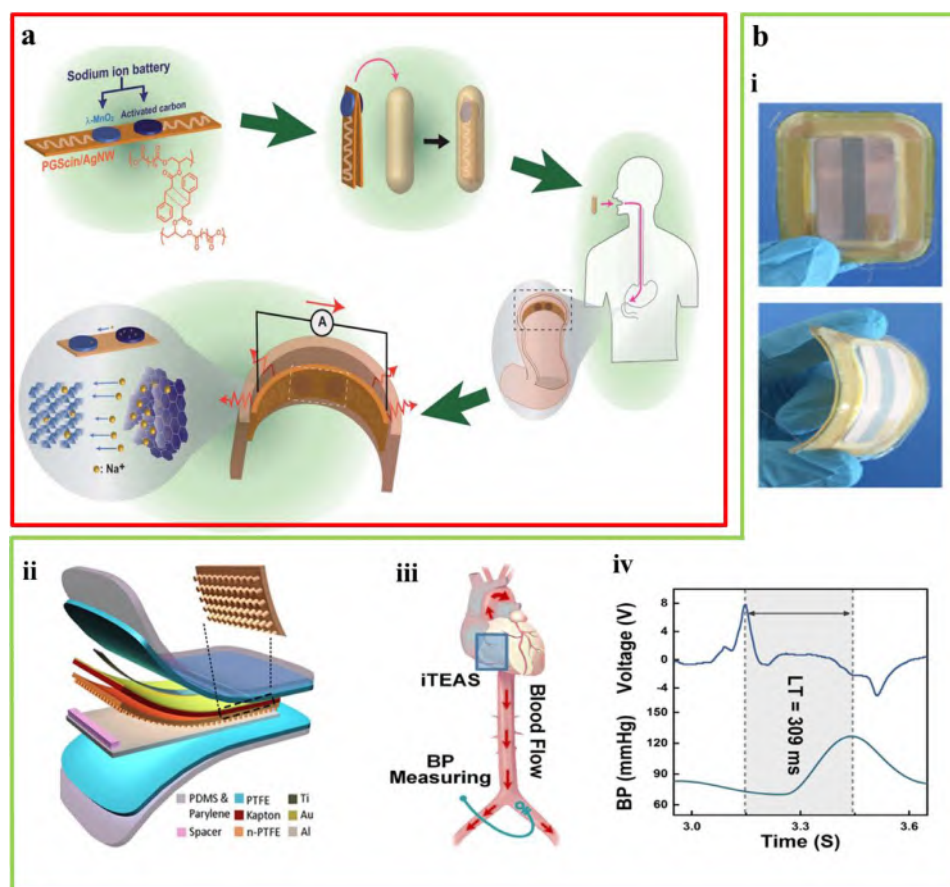 a
Sodium ion battery
λ-MnO₂ Activated carbon
PGScin/AgNW
A
: Na⁺
b
i
ii
PDMS & Parylene
PTFE
Ti
Kapton
Au
Spacer
n-PTFE
Al
iii
iTEAS
Blood Flow
BP
Measuring
iv
Voltage (V)
8
4
0
-4
LT = 309 ms
BP (mmHg)
150
120
90
60
3.0 3.3 3.6
Time (S)